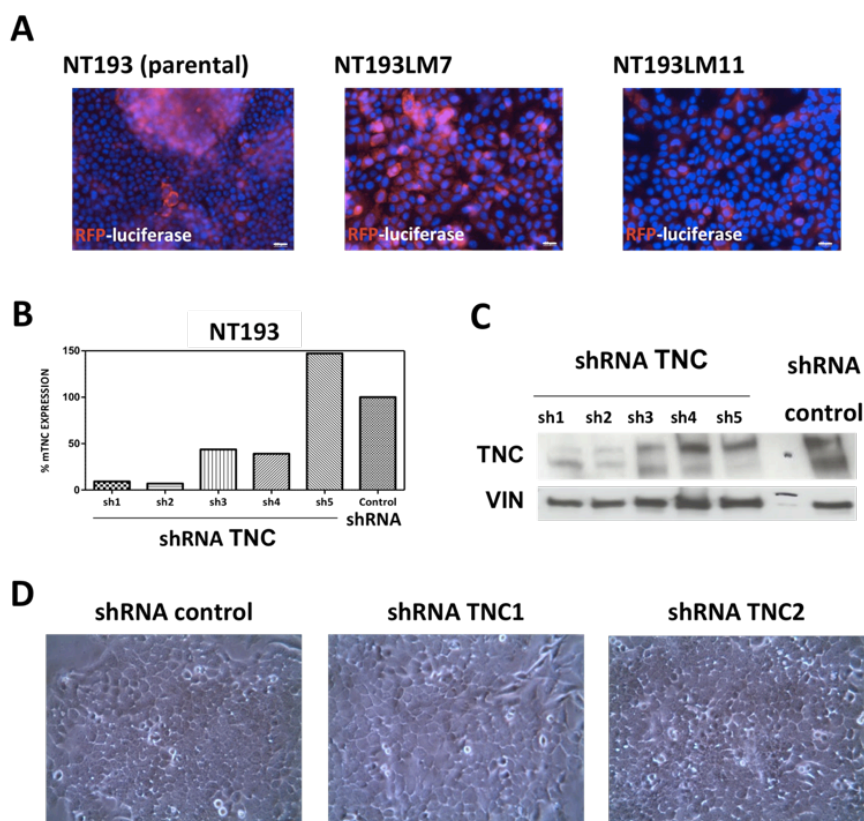 A
NT193 (parental)
NT193LM7
NT193LM11
RFP-luciferase
RFP-luciferase
RFP-luciferase
B
NT193
% mTNC EXPRESSION
150
100
50
0
sh1
sh2
sh3
sh4
sh5
Control
shRNA
shRNA TNC
C
shRNA TNC
shRNA
control
sh1
sh2
sh3
sh4
sh5
TNC
VIN
D
shRNA control
shRNA TNC1
shRNA TNC2